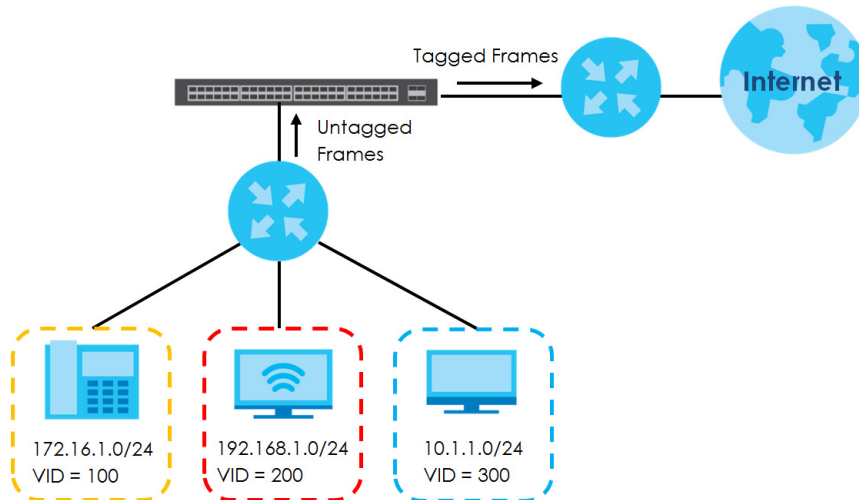 Tagged Frames
Internet
Untagged
Frames
172.16.1.0/24
VID = 100
192.168.1.0/24
VID = 200
10.1.1.0/24
VID = 300